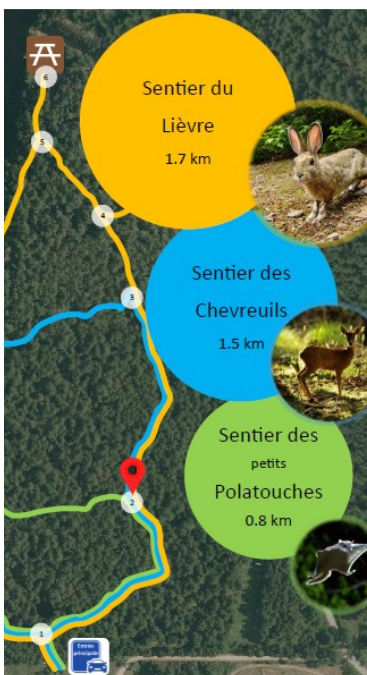 Sentier du
Lièvre
1.7 km
6
5
4
Sentier des
Chevreuils
1.5 km
3
Sentier des
petits
Polatouches
0.8 km
2
1
Entrée
principale